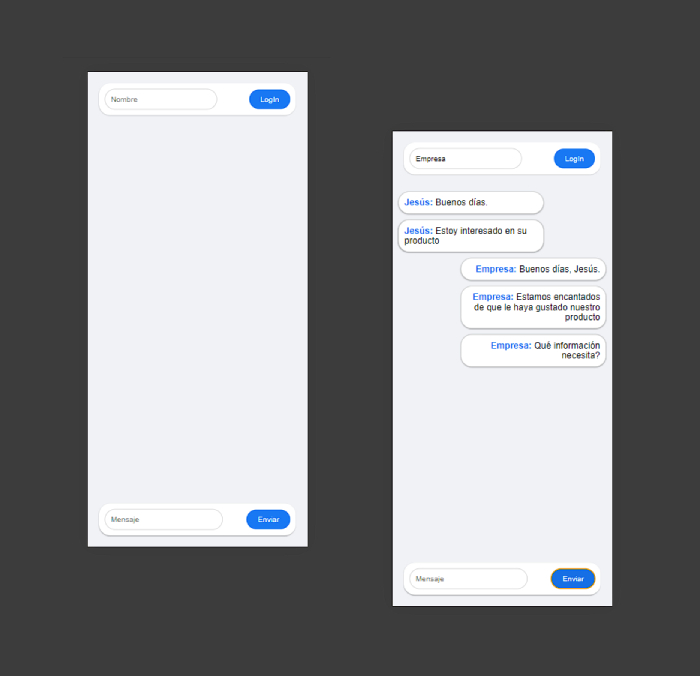 Nombre
LogIn
Mensaje
Enviar
Empresa
LogIn
Jesús: Buenos días.
Jesús: Estoy interesado en su
producto
Empresa: Buenos días, Jesús.
Empresa: Estamos encantados
de que le haya gustado nuestro
producto
Empresa: Qué información
necesita?
Mensaje
Enviar